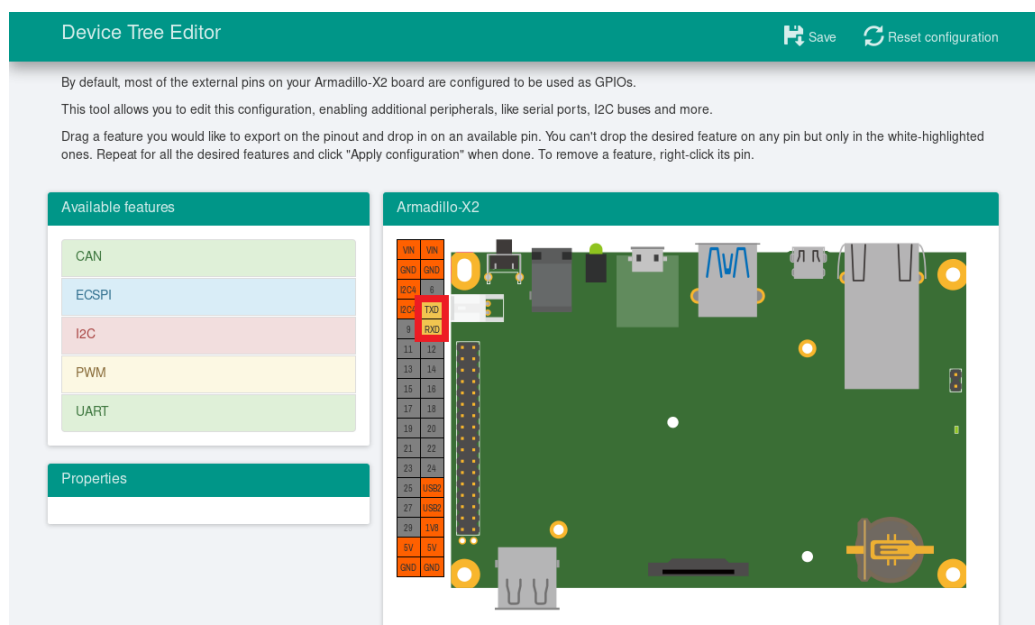 Device Tree Editor
Save
Reset configuration
By default, most of the external pins on your Armadillo-X2 board are configured to be used as GPIOs.
This tool allows you to edit this configuration, enabling additional peripherals, like serial ports, I2C buses and more.
Drag a feature you would like to export on the pinout and drop in on an available pin. You can't drop the desired feature on any pin but only in the white-highlighted
ones. Repeat for all the desired features and click "Apply configuration" when done. To remove a feature, right-click its pin.
Available features
CAN
ECSPI
I2C
PWM
UART
Properties
Armadillo-X2
VIN VIN
GND GND
I2C4 6
I2C4 TXD
9 RXD
11 12
13 14
15 16
17 18
19 20
21 22
23 24
25 USB2
27 USB2
29 1V8
5V 5V
GND GND